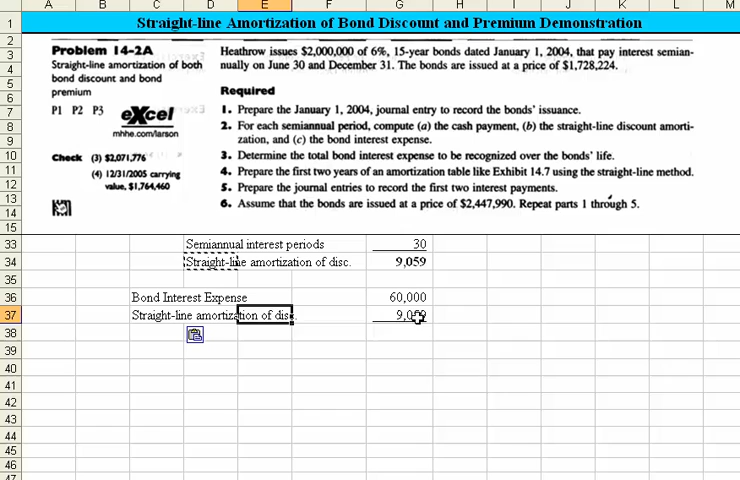 A B C D E F G H I J K L M
1 Straight-line Amortization of Bond Discount and Premium Demonstration
2
3
4
5
6
7
8
9
10
11
12
13
14
15
Problem 14-2A
Straight-line amortization of both
bond discount and bond
premium
P1 P2 P3
eXcel
mhhe.com/larson
Check (3) $2,071,776
(4) 12/31/2005 carrying
value, $1,764,460
Heathrow issues $2,000,000 of 6%, 15-year bonds dated January 1, 2004, that pay interest semian-
nually on June 30 and December 31. The bonds are issued at a price of $1,728,224.
Required
1. Prepare the January 1, 2004, journal entry to record the bonds' issuance.
2. For each semiannual period, compute (a) the cash payment, (b) the straight-line discount amorti-
zation, and (c) the bond interest expense.
3. Determine the total bond interest expense to be recognized over the bonds' life.
4. Prepare the first two years of an amortization table like Exhibit 14.7 using the straight-line method.
5. Prepare the journal entries to record the first two interest payments.
6. Assume that the bonds are issued at a price of $2,447,990. Repeat parts 1 through 5.
33 Semiannual interest periods 30
34 Straight-line amortization of disc. 9,059
35
36 Bond Interest Expense 60,000
37 Straight-line amortization of disc. 9,059
38
39
40
41
42
43
44
45
46
47